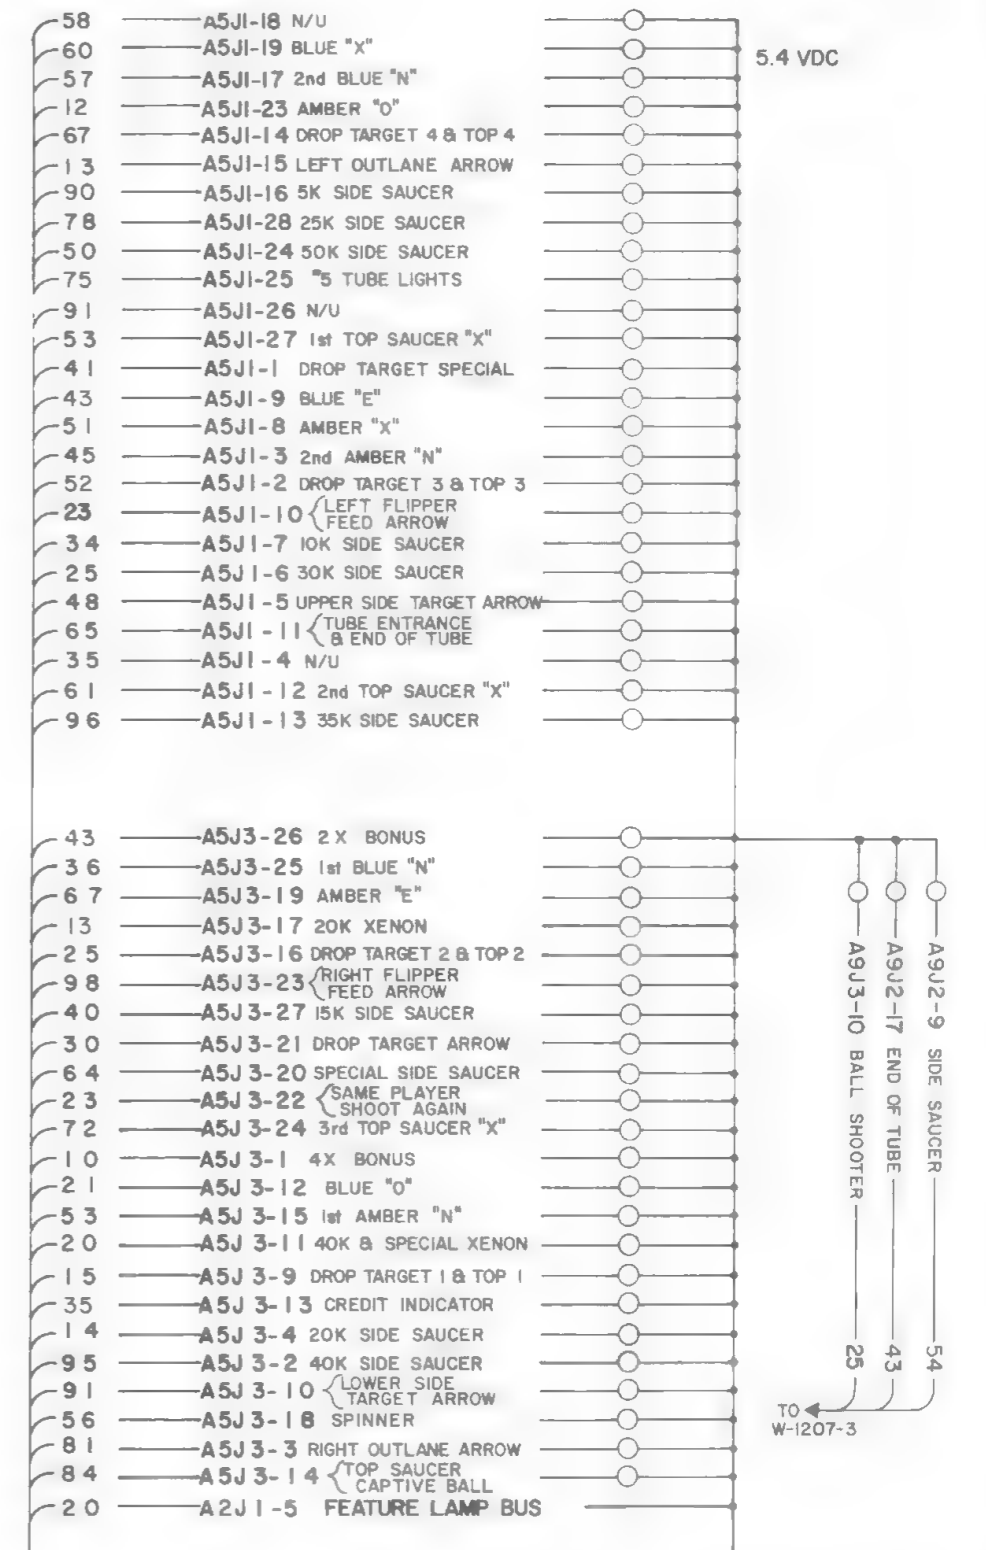 58 A5J1-18 N/U
60 A5J1-19 BLUE "X"
5.4 VDC
57 A5J1-17 2nd BLUE "N"
12 A5J1-23 AMBER "O"
67 A5J1-14 DROP TARGET 4 & TOP 4
13 A5J1-15 LEFT OUTLANE ARROW
90 A5J1-16 5K SIDE SAUCER
78 A5J1-28 25K SIDE SAUCER
50 A5J1-24 50K SIDE SAUCER
75 A5J1-25 "5 TUBE LIGHTS
91 A5J1-26 N/U
53 A5J1-27 1st TOP SAUCER "X"
41 A5J1-1 DROP TARGET SPECIAL
43 A5J1-9 BLUE "E"
51 A5J1-8 AMBER "X"
45 A5J1-3 2nd AMBER "N"
52 A5J1-2 DROP TARGET 3 & TOP 3
23 A5J1-10 LEFT FLIPPER
FEED ARROW
34 A5J1-7 10K SIDE SAUCER
25 A5J1-6 30K SIDE SAUCER
48 A5J1-5 UPPER SIDE TARGET ARROW
65 A5J1-11 TUBE ENTRANCE
& END OF TUBE
35 A5J1-4 N/U
61 A5J1-12 2nd TOP SAUCER "X"
96 A5J1-13 35K SIDE SAUCER
43 A5J3-26 2X BONUS
36 A5J3-25 1st BLUE "N"
67 A5J3-19 AMBER "E"
13 A5J3-17 20K XENON
25 A5J3-16 DROP TARGET 2 & TOP 2
98 A5J3-23 RIGHT FLIPPER
FEED ARROW
40 A5J3-27 15K SIDE SAUCER
30 A5J3-21 DROP TARGET ARROW
64 A5J3-20 SPECIAL SIDE SAUCER
23 A5J3-22 SAME PLAYER
SHOOT AGAIN
72 A5J3-24 3rd TOP SAUCER "X"
10 A5J3-1 4X BONUS
21 A5J3-12 BLUE "O"
53 A5J3-15 1st AMBER "N"
20 A5J3-11 40K & SPECIAL XENON
15 A5J3-9 DROP TARGET 1 & TOP 1
35 A5J3-13 CREDIT INDICATOR
14 A5J3-4 20K SIDE SAUCER
95 A5J3-2 40K SIDE SAUCER
91 A5J3-10 LOWER SIDE
TARGET ARROW
56 A5J3-18 SPINNER
81 A5J3-3 RIGHT OUTLANE ARROW
84 A5J3-14 TOP SAUCER
CAPTIVE BALL
20 A2J1-5 FEATURE LAMP BUS
A9J3-10 BALL SHOOTER 25
A9J2-17 END OF TUBE 43
A9J2-9 SIDE SAUCER 54
TO
W-1207-3